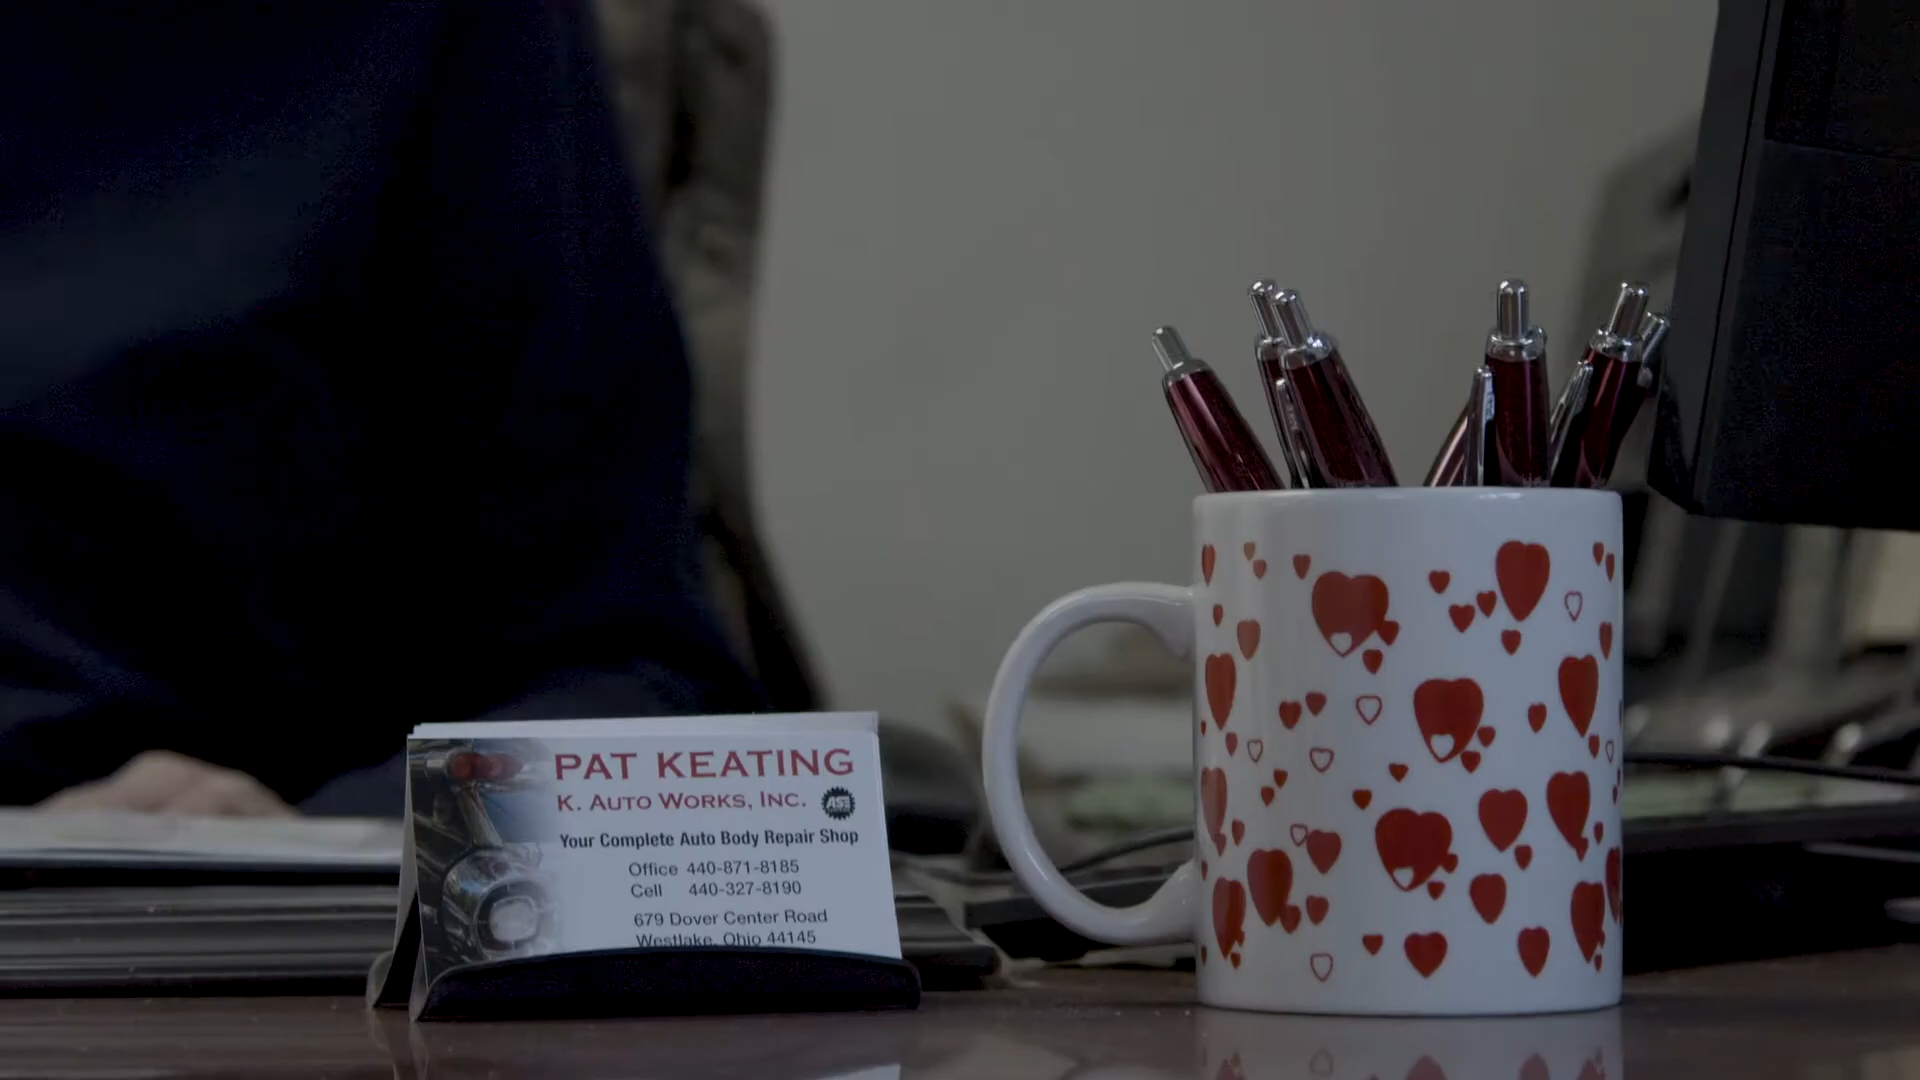 PAT KEATING
K. AUTO WORKS, INC.
ASE
Your Complete Auto Body Repair Shop
Office 440-871-8185
Cell 440-327-8190
679 Dover Center Road
Westlake, Ohio 44145